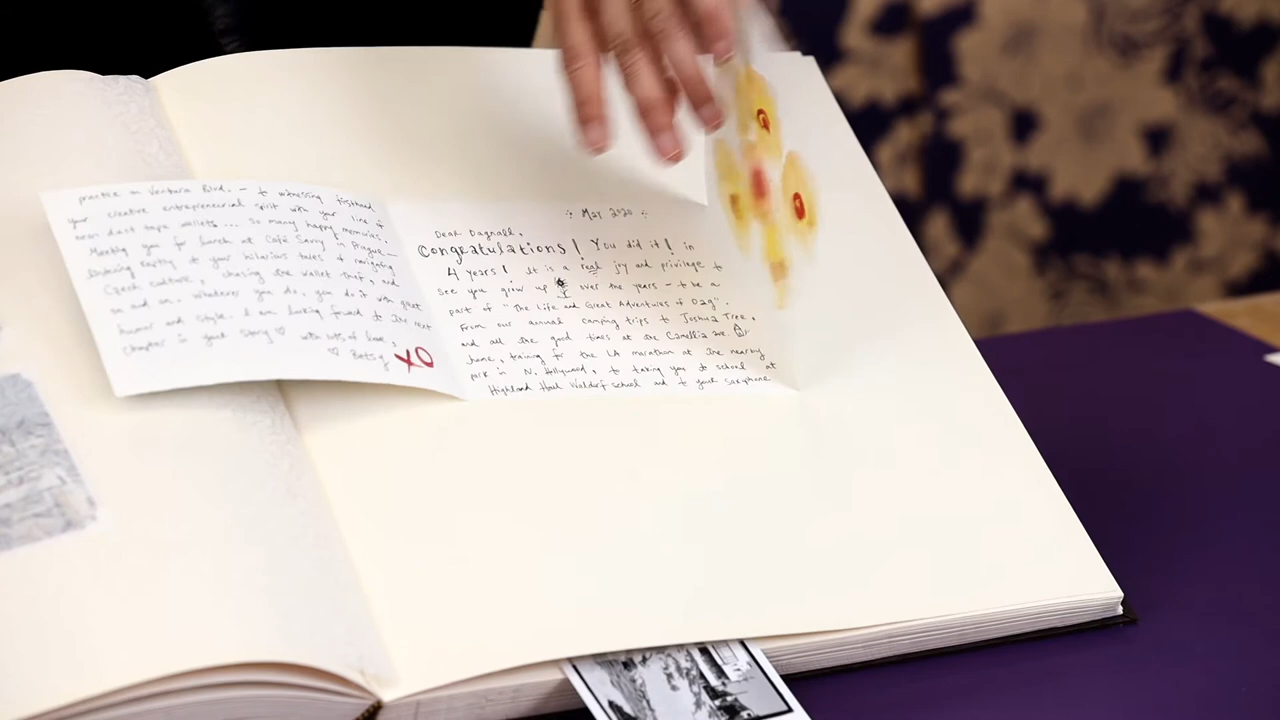 May 2020
Dear Dagnall,
Congratulations! You did it! in
4 years! It is a real joy and privilege to
see you grow up over the years – to be a
part of "The Life and Great Adventures of Dag".
From our annual camping trips to Joshua Tree,
and all the good times at the Camellia Ave.
home, training for the LA marathon at the nearby
park in N. Hollywood, to taking you to school at
Highland Hall Waldorf school and to your saxophone
practice on Ventura Blvd. – to witnessing firsthand
your creative entrepreneurial spirit with your line of
neon duct tape wallets... so many happy memories.
Meeting you for lunch at Café Savoy in Prague –
listening raptly to your hilarious tales of navigating
Czech culture, chasing the wallet thief, and
on and on. Whatever you do, you do it with great
humor and style. I am looking forward to the next
chapter in your story ♡ with lots of love,
♡ Betsy XO